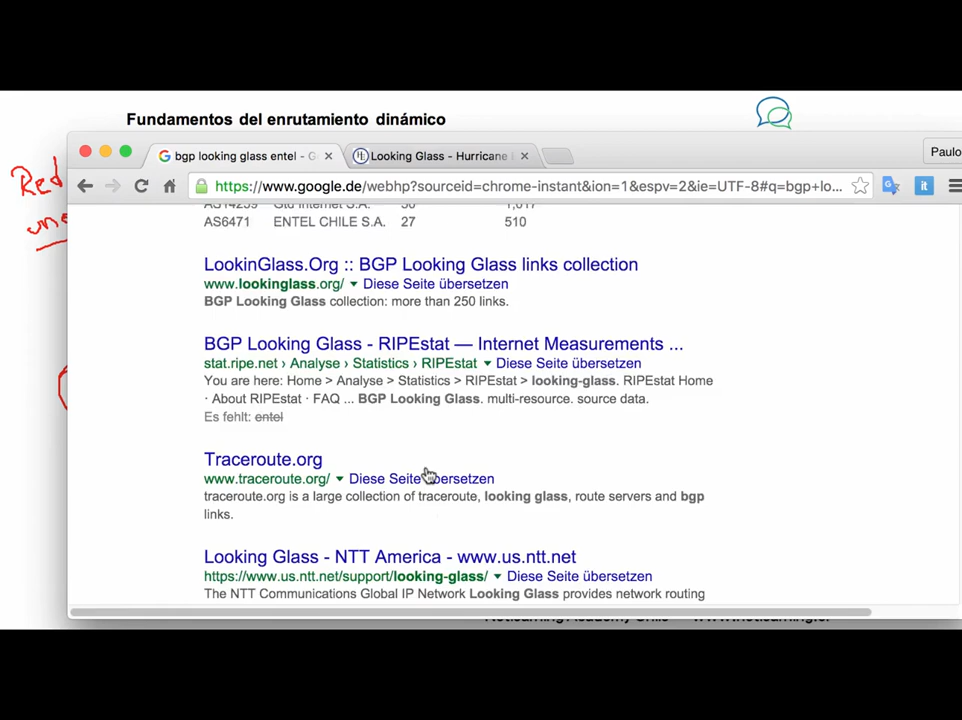 Fundamentos del enrutamiento dinámico
Red
une
bgp looking glass entel - G
Looking Glass - Hurricane
Paulo
https://www.google.de/webhp?sourceid=chrome-instant&ion=1&espv=2&ie=UTF-8#q=bgp+lo...
AS6471 ENTEL CHILE S.A. 27 510
LookinGlass.Org :: BGP Looking Glass links collection
www.lookinglass.org/ Diese Seite übersetzen
BGP Looking Glass collection: more than 250 links.
BGP Looking Glass - RIPEstat — Internet Measurements ...
stat.ripe.net › Analyse › Statistics › RIPEstat Diese Seite übersetzen
You are here: Home > Analyse > Statistics > RIPEstat > looking-glass. RIPEstat Home
· About RIPEstat · FAQ ... BGP Looking Glass. multi-resource. source data.
Es fehlt: entel
Traceroute.org
www.traceroute.org/ Diese Seite übersetzen
traceroute.org is a large collection of traceroute, looking glass, route servers and bgp
links.
Looking Glass - NTT America - www.us.ntt.net
https://www.us.ntt.net/support/looking-glass/ Diese Seite übersetzen
The NTT Communications Global IP Network Looking Glass provides network routing